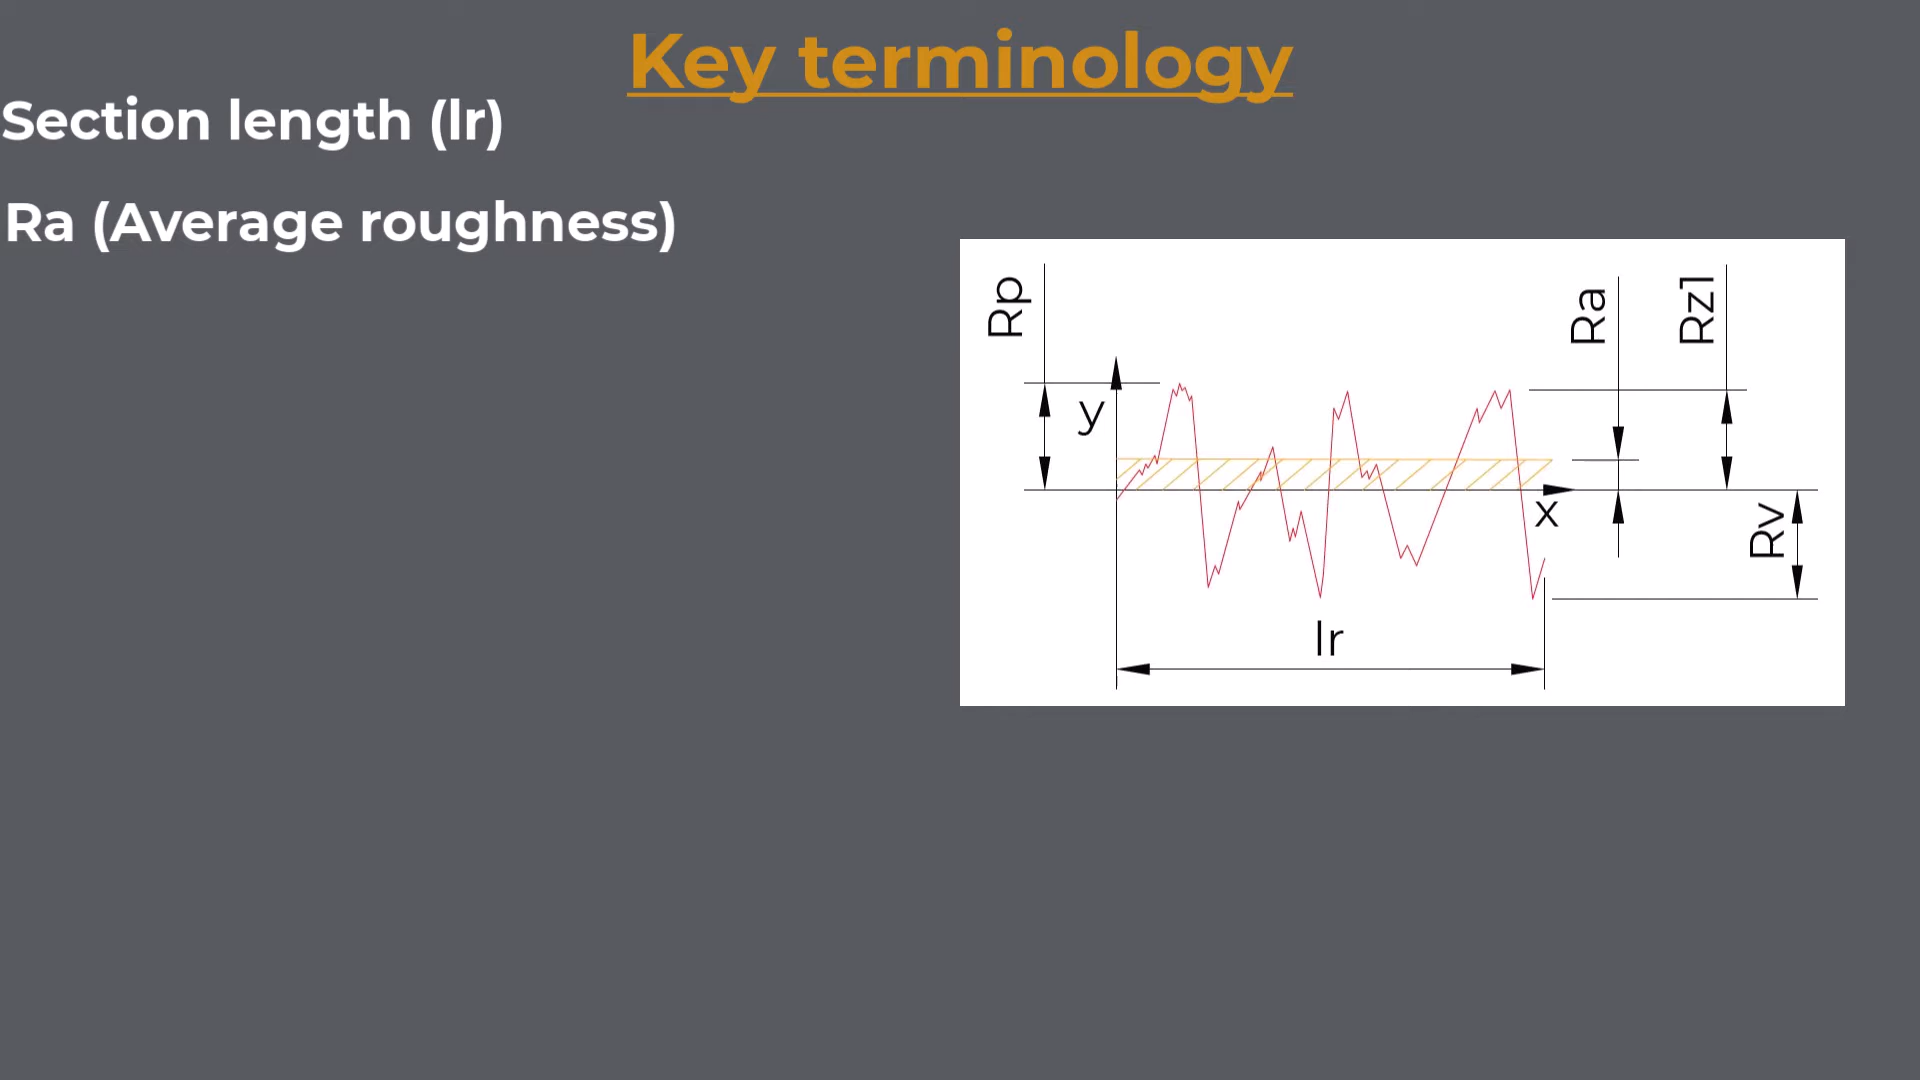 Key terminology
Section length (lr)
Ra (Average roughness)
Rp
Ra
Rz1
y
x
Rv
lr